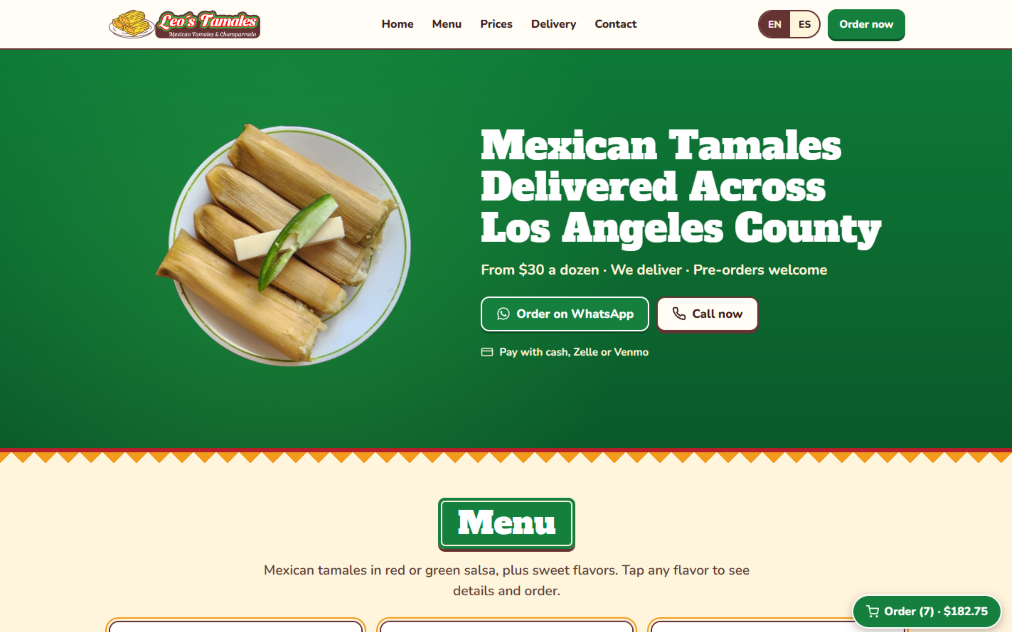 Leo's Tamales
Mexican Tamales & Champurrado
Home Menu Prices Delivery Contact
EN ES
Order now
Mexican Tamales
Delivered Across
Los Angeles County
From $30 a dozen · We deliver · Pre-orders welcome
Order on WhatsApp
Call now
Pay with cash, Zelle or Venmo
Menu
Mexican tamales in red or green salsa, plus sweet flavors. Tap any flavor to see
details and order.
Order (7) · $182.75